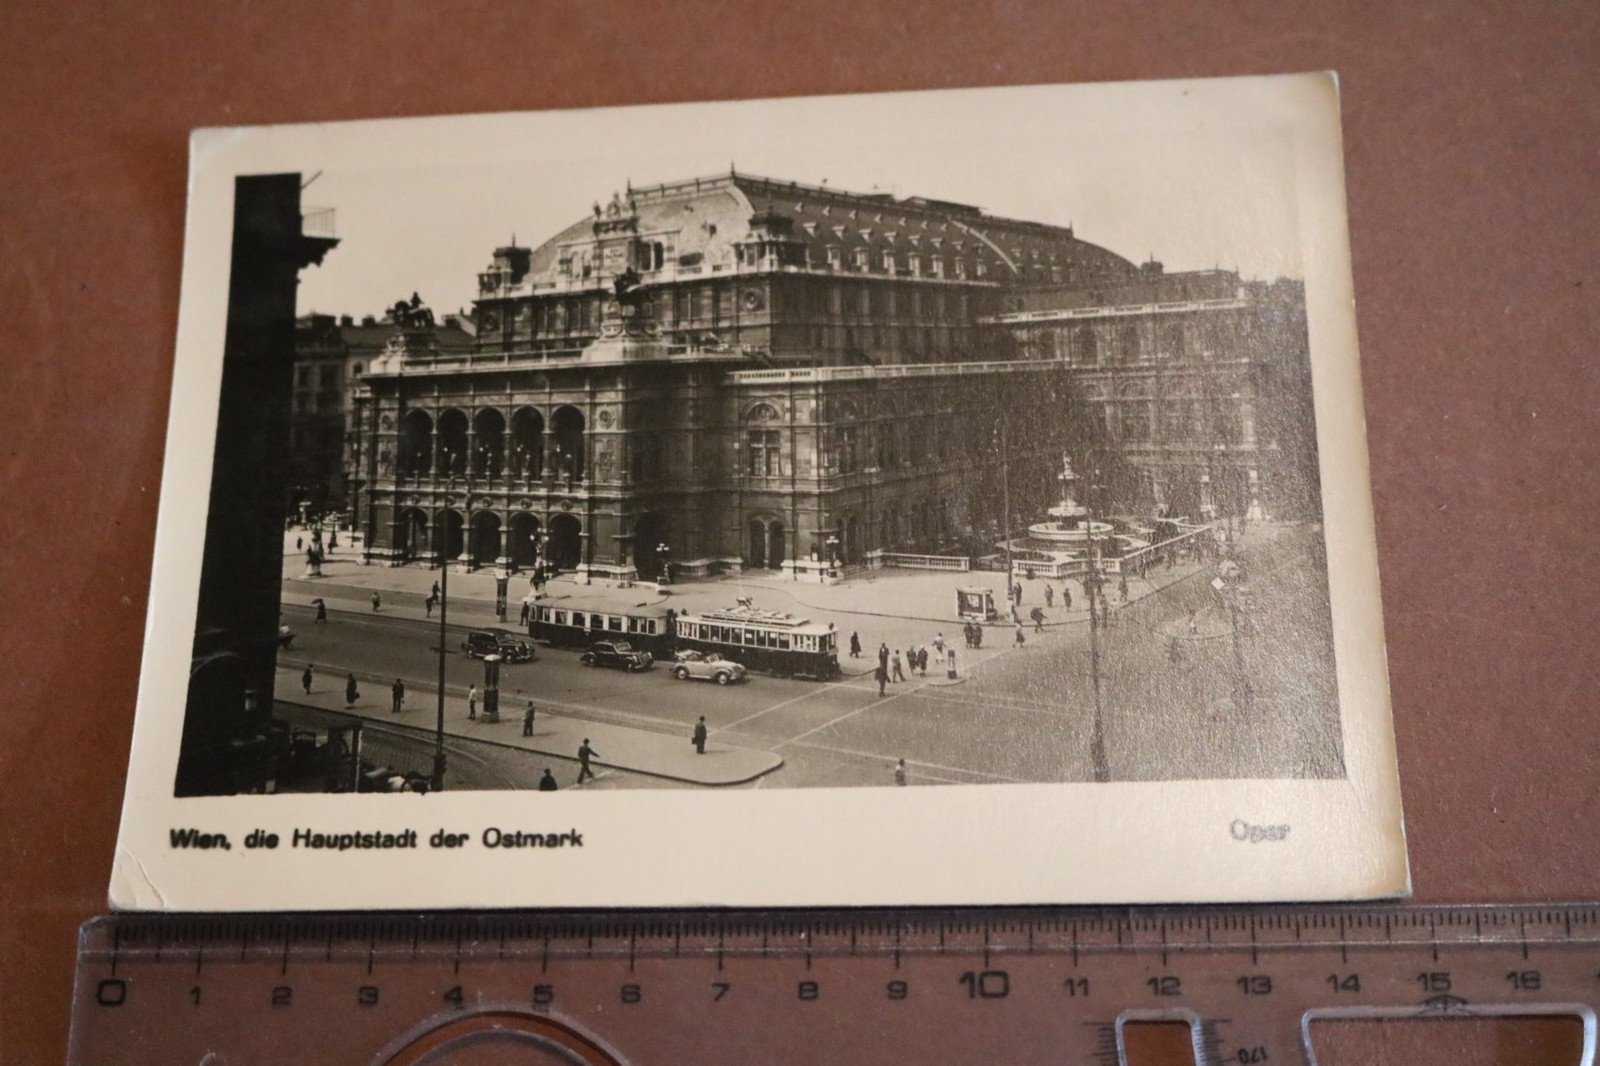 Wien, die Hauptstadt der Ostmark
Oper
0 1 2 3 4 5 6 7 8 9 10 11 12 13 14 15 16
170